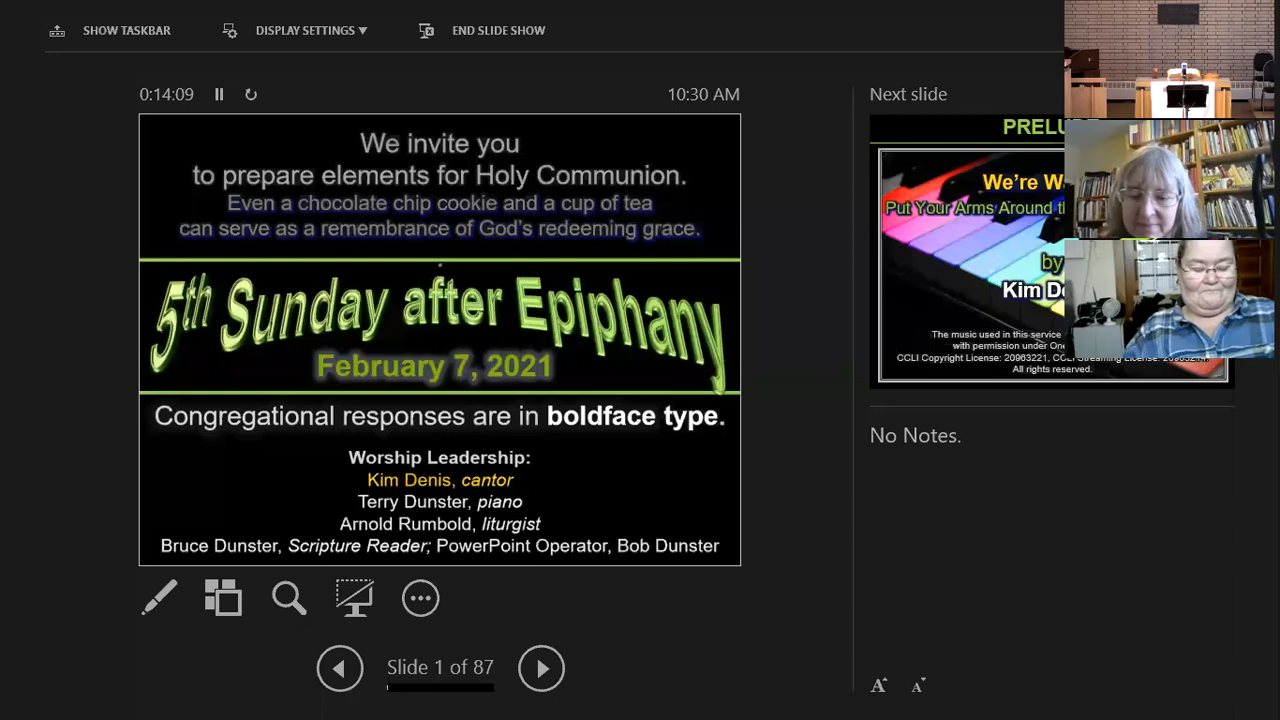 SHOW TASKBAR
DISPLAY SETTINGS
END SLIDE SHOW
0:14:09
10:30 AM
We invite you
to prepare elements for Holy Communion.
Even a chocolate chip cookie and a cup of tea
can serve as a remembrance of God's redeeming grace.
5th Sunday after Epiphany
February 7, 2021
Congregational responses are in boldface type.
Worship Leadership:
Kim Denis, cantor
Terry Dunster, piano
Arnold Rumbold, liturgist
Bruce Dunster, Scripture Reader; PowerPoint Operator, Bob Dunster
Slide 1 of 87
Next slide
We're
Put Your Arms Around
by
Kim
The music used in this service
with permission under
CCLI Copyright License: 20963221, CCLI Streaming License:
All rights reserved.
No Notes.
A A